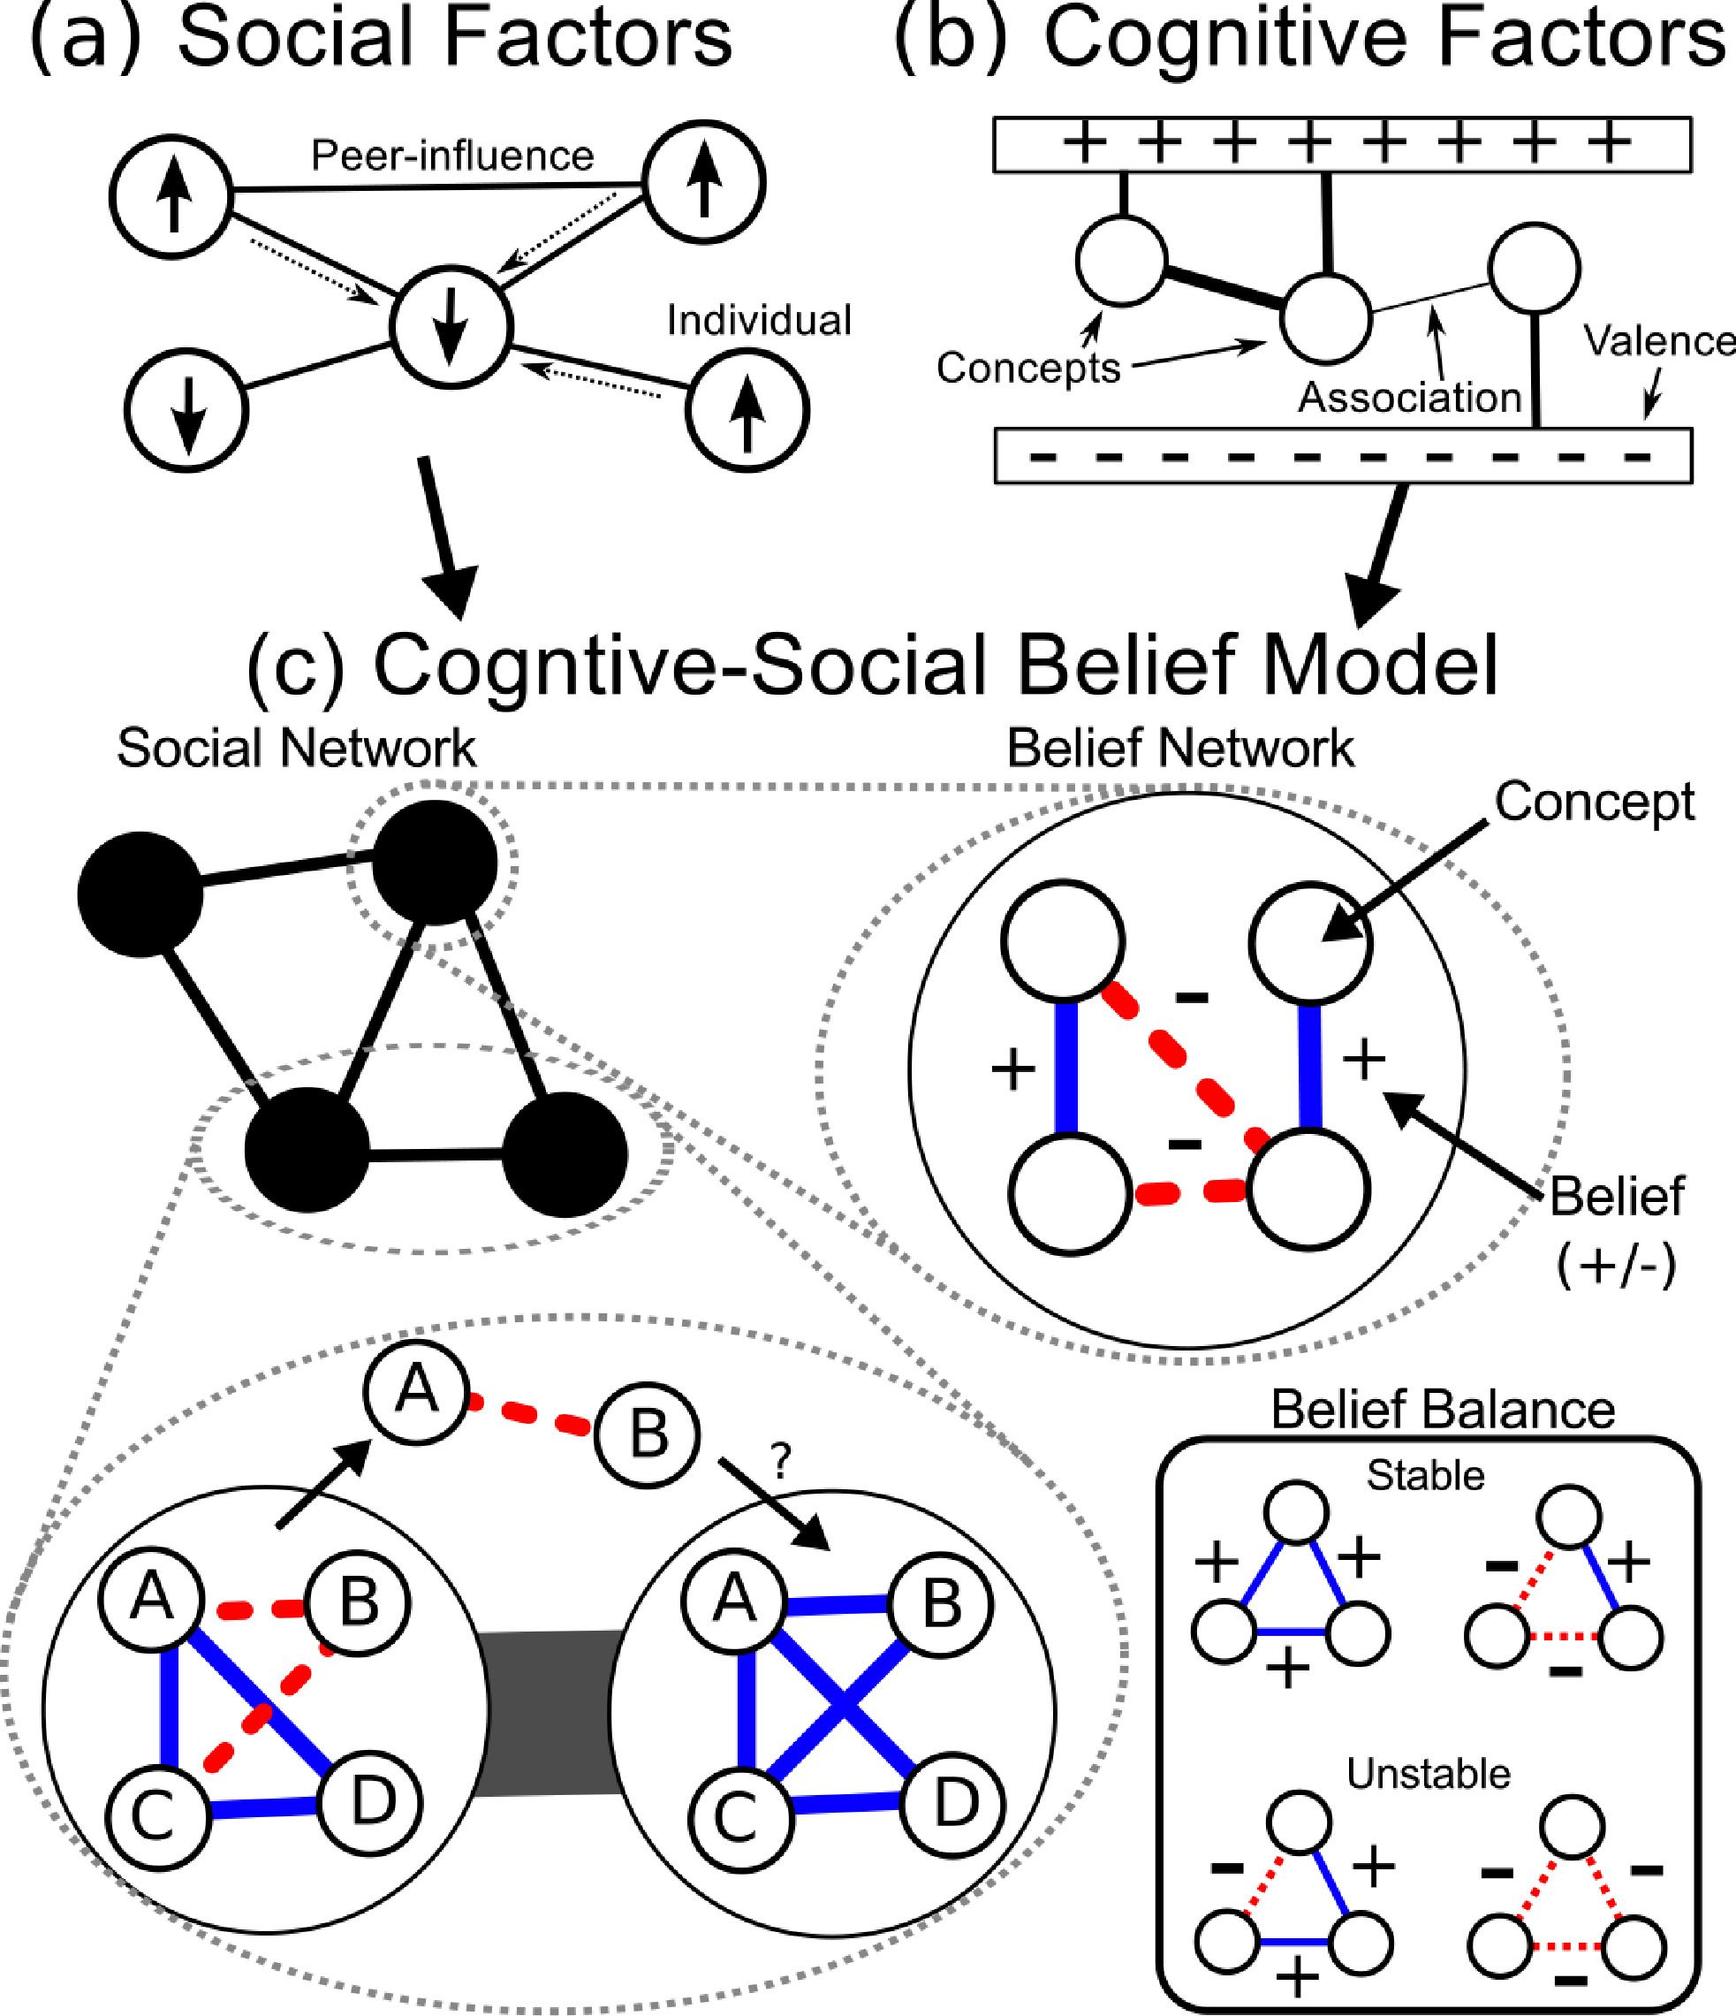 (a) Social Factors
(b) Cognitive Factors
Peer-influence
Individual
+ + + + + + + +
Concepts
Association
Valence
- - - - - - - - - -
(c) Cogntive-Social Belief Model
Social Network
Belief Network
Concept
-
+
+
-
Belief
(+/-)
A
B
?
A
B
C
D
A
B
C
D
Belief Balance
Stable
+
+
+
-
+
-
Unstable
-
+
+
-
-
-